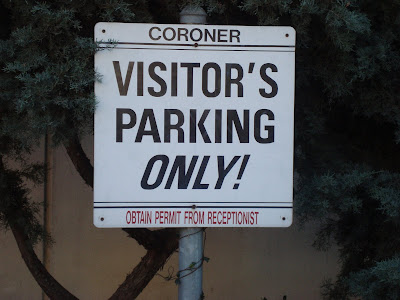 CORONER
VISITOR'S
PARKING
ONLY!
OBTAIN PERMIT FROM RECEPTIONIST